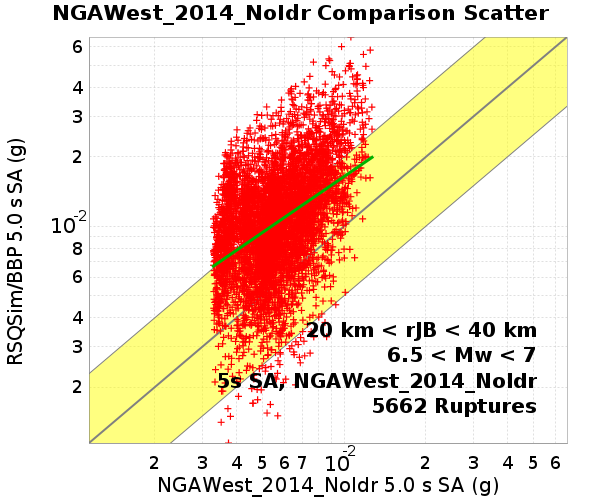 NGAWest_2014_NoIdr Comparison Scatter
RSQSim/BBP 5.0 s SA (g)
6
4
3
2
10-2
8
6
4
3
2
20 km < rJB < 40 km
6.5 < Mw < 7
5s SA, NGAWest_2014_NoIdr
5662 Ruptures
2 3 4 5 6 7 10-2 2 3 4 5 6
NGAWest_2014_NoIdr 5.0 s SA (g)